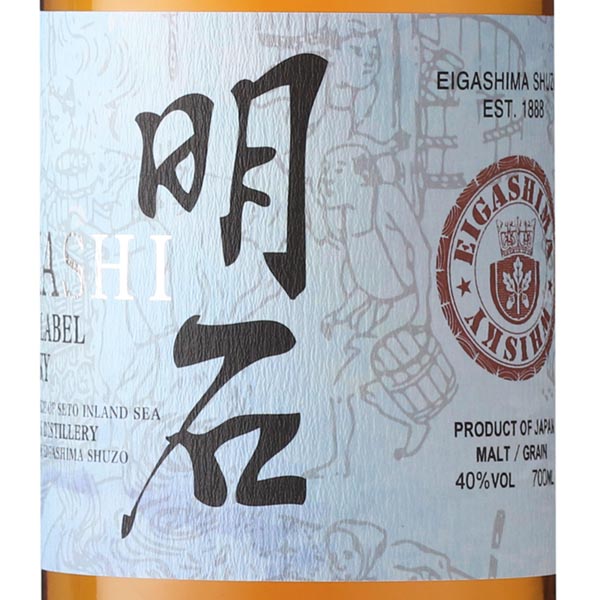 明石
LABEL
SETO INLAND SEA
DISTILLERY
EIGASHIMA SHUZO
EIGASHIMA
EST. 1888
EIGASHIMA
WHISKY
PRODUCT OF JAPAN
MALT / GRAIN
40%VOL 700ML